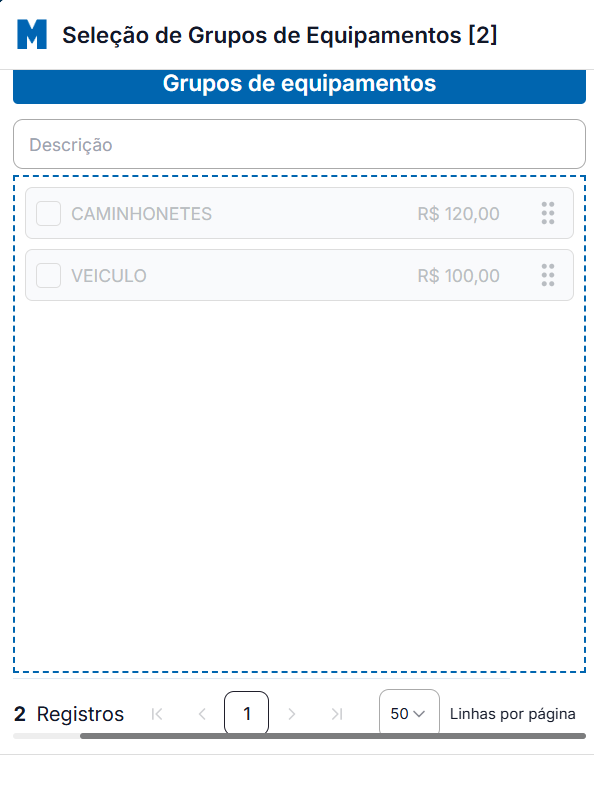 M Seleção de Grupos de Equipamentos [2]
Grupos de equipamentos
Descrição
CAMINHONETES R$ 120,00
VEICULO R$ 100,00
2 Registros 1 50 Linhas por página